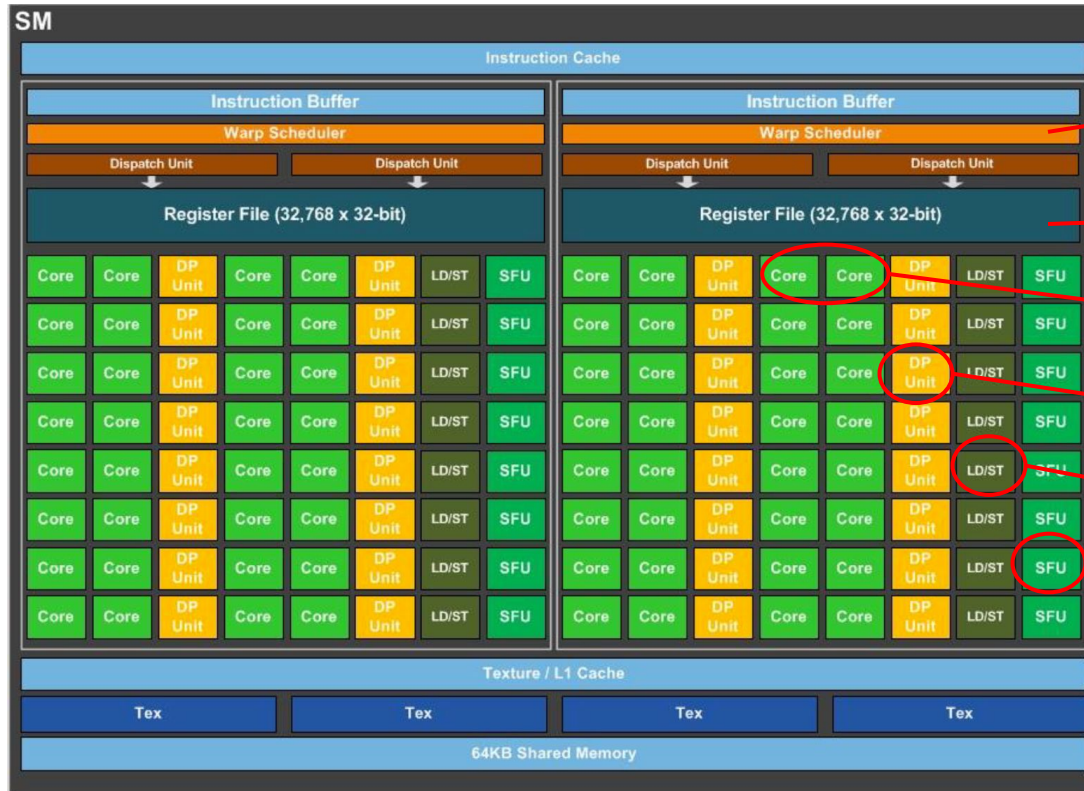 SM
Instruction Cache
Instruction Buffer Instruction Buffer
Warp Scheduler Warp Scheduler
Dispatch Unit Dispatch Unit Dispatch Unit Dispatch Unit
Register File (32,768 x 32-bit) Register File (32,768 x 32-bit)
Core Core DP Unit Core Core DP Unit LD/ST SFU Core Core DP Unit Core Core DP Unit LD/ST SFU
Core Core DP Unit Core Core DP Unit LD/ST SFU Core Core DP Unit Core Core DP Unit LD/ST SFU
Core Core DP Unit Core Core DP Unit LD/ST SFU Core Core DP Unit Core Core DP Unit LD/ST SFU
Core Core DP Unit Core Core DP Unit LD/ST SFU Core Core DP Unit Core Core DP Unit LD/ST SFU
Core Core DP Unit Core Core DP Unit LD/ST SFU Core Core DP Unit Core Core DP Unit LD/ST SFU
Core Core DP Unit Core Core DP Unit LD/ST SFU Core Core DP Unit Core Core DP Unit LD/ST SFU
Core Core DP Unit Core Core DP Unit LD/ST SFU Core Core DP Unit Core Core DP Unit LD/ST SFU
Core Core DP Unit Core Core DP Unit LD/ST SFU Core Core DP Unit Core Core DP Unit LD/ST SFU
Texture / L1 Cache
Tex Tex Tex Tex
64KB Shared Memory